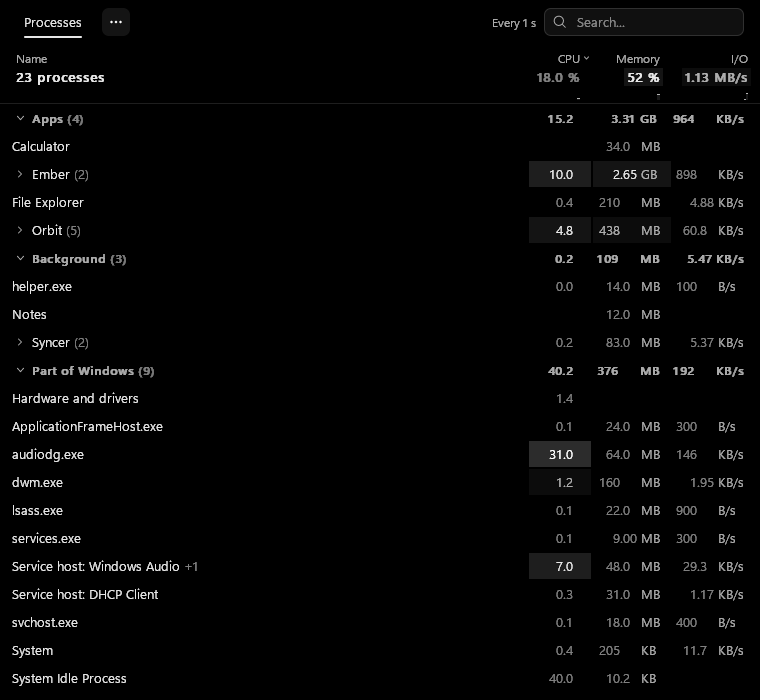 Processes ···
Every 1 s Search...
Name CPU Memory I/O
23 processes 18.0 % 52 % 1.13 MB/s
Apps (4) 15.2 3.31 GB 964 KB/s
Calculator 34.0 MB
Ember (2) 10.0 2.65 GB 898 KB/s
File Explorer 0.4 210 MB 4.88 KB/s
Orbit (5) 4.8 438 MB 60.8 KB/s
Background (3) 0.2 109 MB 5.47 KB/s
helper.exe 0.0 14.0 MB 100 B/s
Notes 12.0 MB
Syncer (2) 0.2 83.0 MB 5.37 KB/s
Part of Windows (9) 40.2 376 MB 192 KB/s
Hardware and drivers 1.4
ApplicationFrameHost.exe 0.1 24.0 MB 300 B/s
audiodg.exe 31.0 64.0 MB 146 KB/s
dwm.exe 1.2 160 MB 1.95 KB/s
lsass.exe 0.1 22.0 MB 900 B/s
services.exe 0.1 9.00 MB 300 B/s
Service host: Windows Audio +1 7.0 48.0 MB 29.3 KB/s
Service host: DHCP Client 0.3 31.0 MB 1.17 KB/s
svchost.exe 0.1 18.0 MB 400 B/s
System 0.4 205 KB 11.7 KB/s
System Idle Process 40.0 10.2 KB